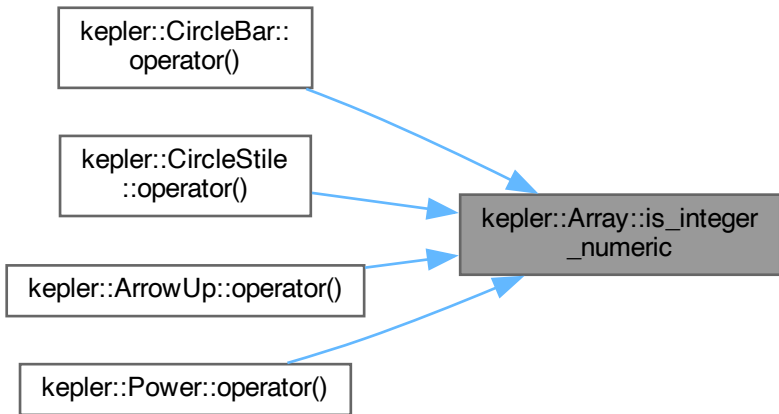 kepler::CircleBar::
operator()
kepler::CircleStile
::operator()
kepler::Array::is_integer
_numeric
kepler::ArrowUp::operator()
kepler::Power::operator()